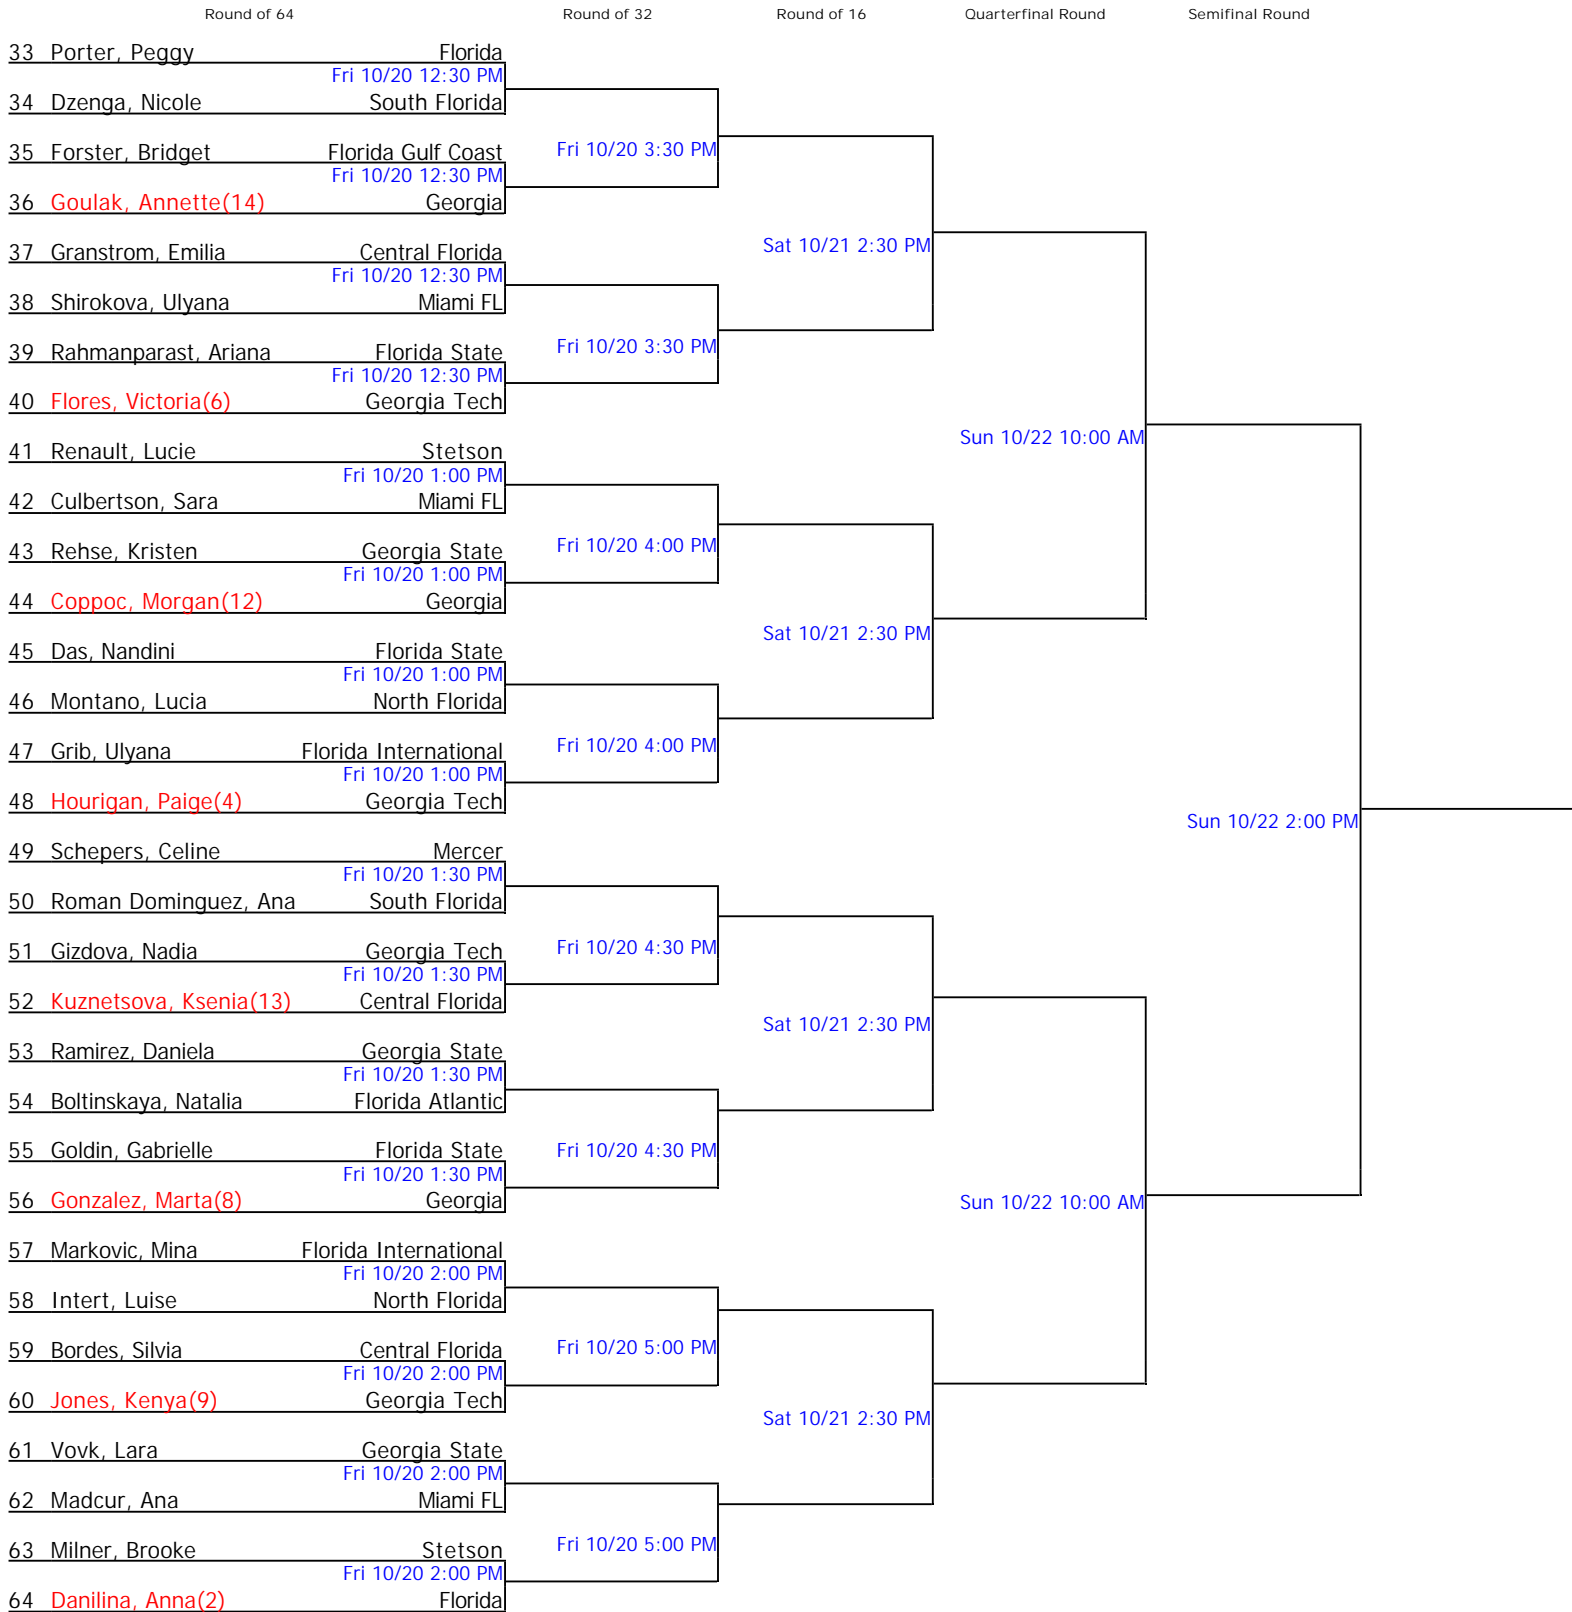 Round of 64 Round of 32 Round of 16 Quarterfinal Round Semifinal Round
33 Porter, Peggy Florida
Fri 10/20 12:30 PM
34 Dzenga, Nicole South Florida
35 Forster, Bridget Florida Gulf Coast Fri 10/20 3:30 PM
Fri 10/20 12:30 PM
36 Goulak, Annette(14) Georgia
37 Granstrom, Emilia Central Florida Sat 10/21 2:30 PM
Fri 10/20 12:30 PM
38 Shirokova, Ulyana Miami FL
39 Rahmanparast, Ariana Florida State Fri 10/20 3:30 PM
Fri 10/20 12:30 PM
40 Flores, Victoria(6) Georgia Tech
Sun 10/22 10:00 AM
41 Renault, Lucie Stetson
Fri 10/20 1:00 PM
42 Culbertson, Sara Miami FL
43 Rehse, Kristen Georgia State Fri 10/20 4:00 PM
Fri 10/20 1:00 PM
44 Coppoc, Morgan(12) Georgia
Sat 10/21 2:30 PM
45 Das, Nandini Florida State
Fri 10/20 1:00 PM
46 Montano, Lucia North Florida
47 Grib, Ulyana Florida International Fri 10/20 4:00 PM
Fri 10/20 1:00 PM
48 Hourigan, Paige(4) Georgia Tech
Sun 10/22 2:00 PM
49 Schepers, Celine Mercer
Fri 10/20 1:30 PM
50 Roman Dominguez, Ana South Florida
51 Gizdova, Nadia Georgia Tech Fri 10/20 4:30 PM
Fri 10/20 1:30 PM
52 Kuznetsova, Ksenia(13) Central Florida
Sat 10/21 2:30 PM
53 Ramirez, Daniela Georgia State
Fri 10/20 1:30 PM
54 Boltinskaya, Natalia Florida Atlantic
55 Goldin, Gabrielle Florida State Fri 10/20 4:30 PM
Fri 10/20 1:30 PM
56 Gonzalez, Marta(8) Georgia Sun 10/22 10:00 AM
57 Markovic, Mina Florida International
Fri 10/20 2:00 PM
58 Intert, Luise North Florida
59 Bordes, Silvia Central Florida Fri 10/20 5:00 PM
Fri 10/20 2:00 PM
60 Jones, Kenya(9) Georgia Tech
Sat 10/21 2:30 PM
61 Vovk, Lara Georgia State
Fri 10/20 2:00 PM
62 Madcur, Ana Miami FL
63 Milner, Brooke Stetson Fri 10/20 5:00 PM
Fri 10/20 2:00 PM
64 Danilina, Anna(2) Florida